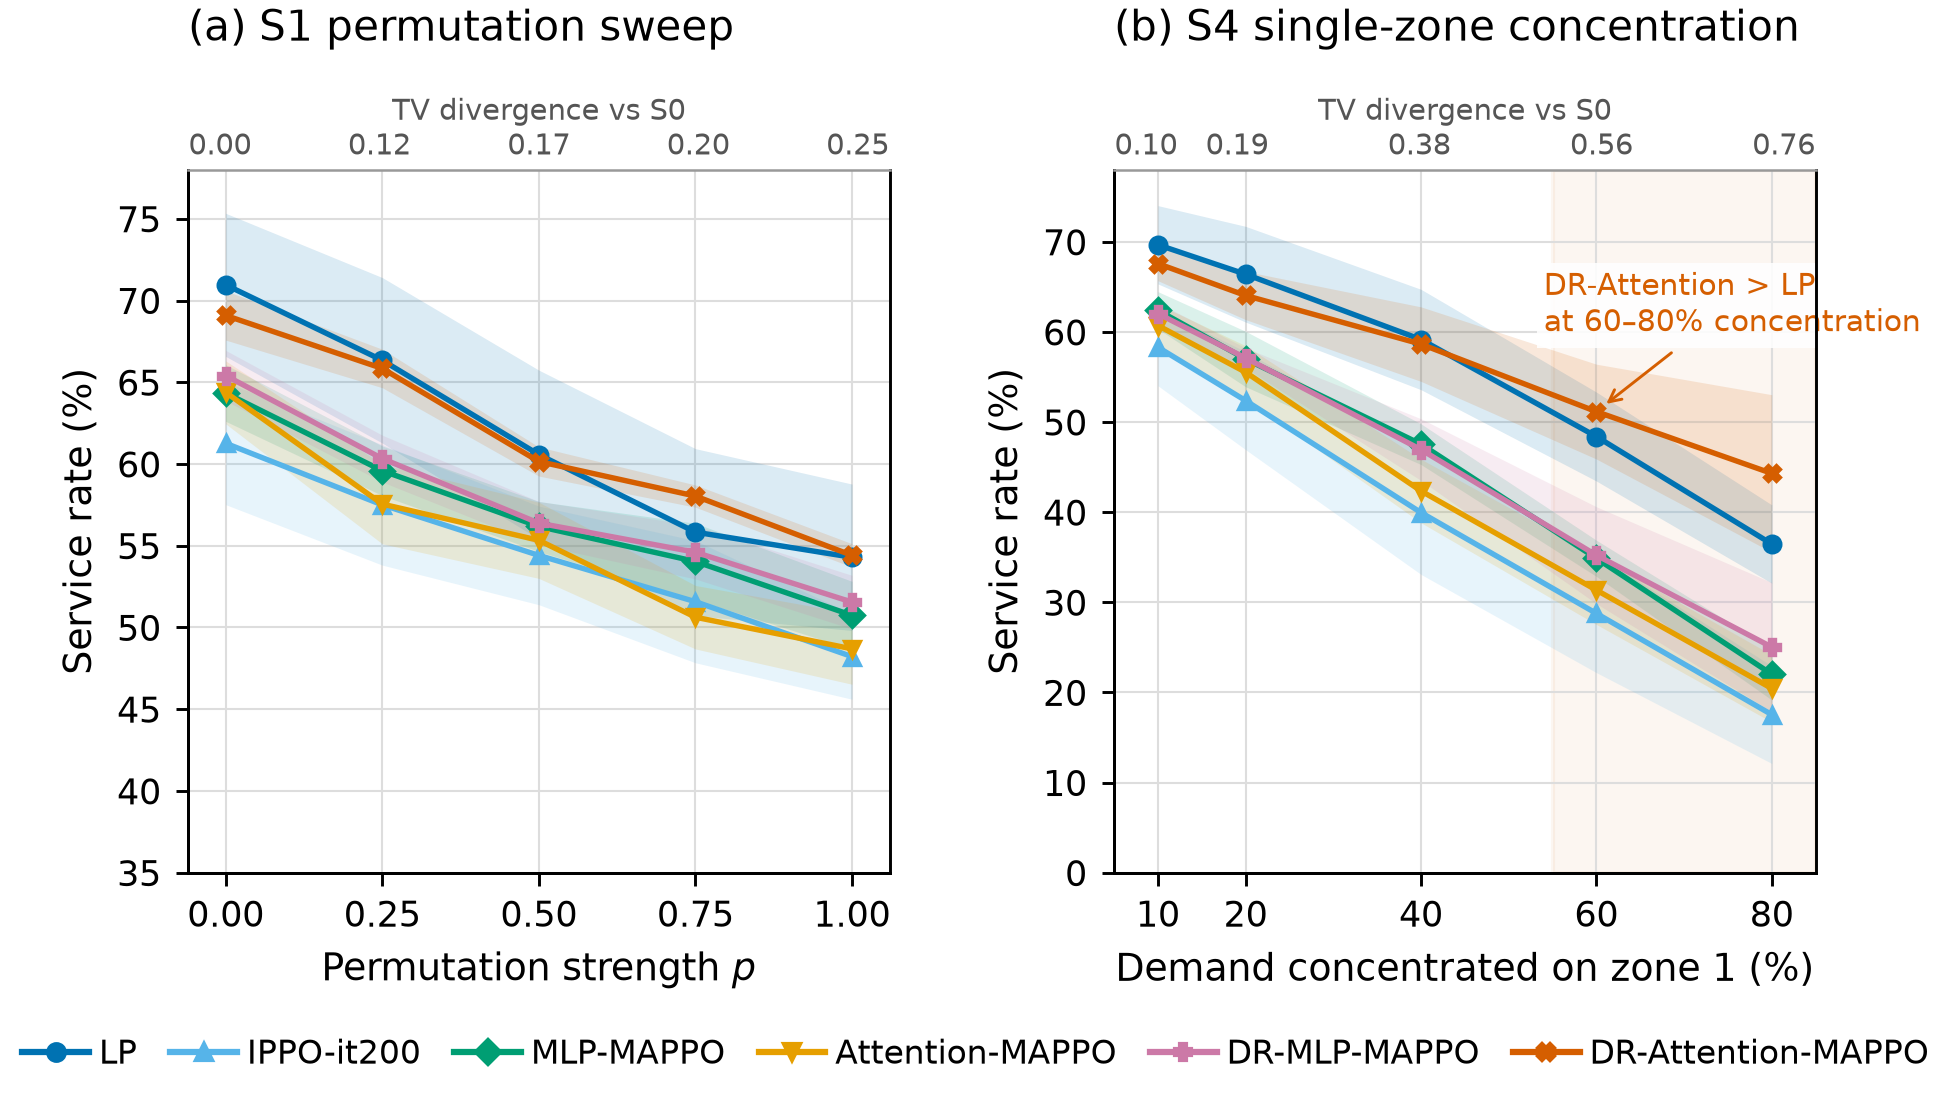 (a) S1 permutation sweep
TV divergence vs S0
0.00 0.12 0.17 0.20 0.25
75
70
65
60
55
50
45
40
35
Service rate (%)
0.00 0.25 0.50 0.75 1.00
Permutation strength p
(b) S4 single-zone concentration
TV divergence vs S0
0.10 0.19 0.38 0.56 0.76
DR-Attention > LP
at 60–80% concentration
70
60
50
40
30
20
10
0
Service rate (%)
10 20 40 60 80
Demand concentrated on zone 1 (%)
LP IPPO-it200 MLP-MAPPO Attention-MAPPO DR-MLP-MAPPO DR-Attention-MAPPO